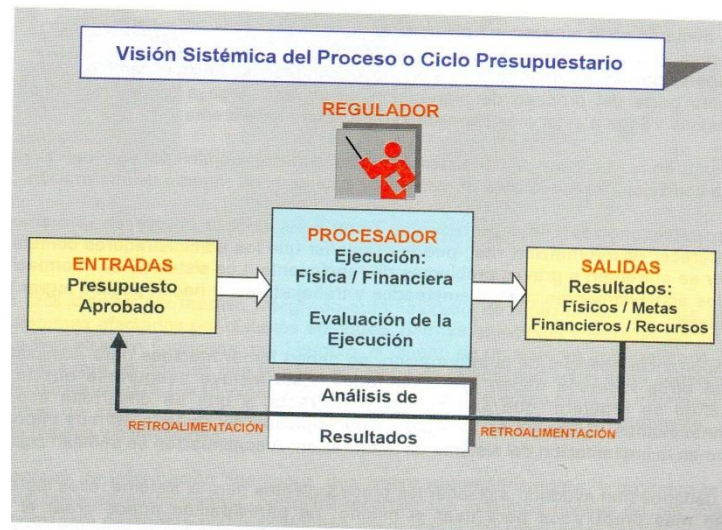 Visión Sistémica del Proceso o Ciclo Presupuestario
REGULADOR
ENTRADAS
Presupuesto
Aprobado
PROCESADOR
Ejecución:
Física / Financiera
Evaluación de la
Ejecución
SALIDAS
Resultados:
Físicos / Metas
Financieros / Recursos
Análisis de
Resultados
RETROALIMENTACIÓN
RETROALIMENTACIÓN